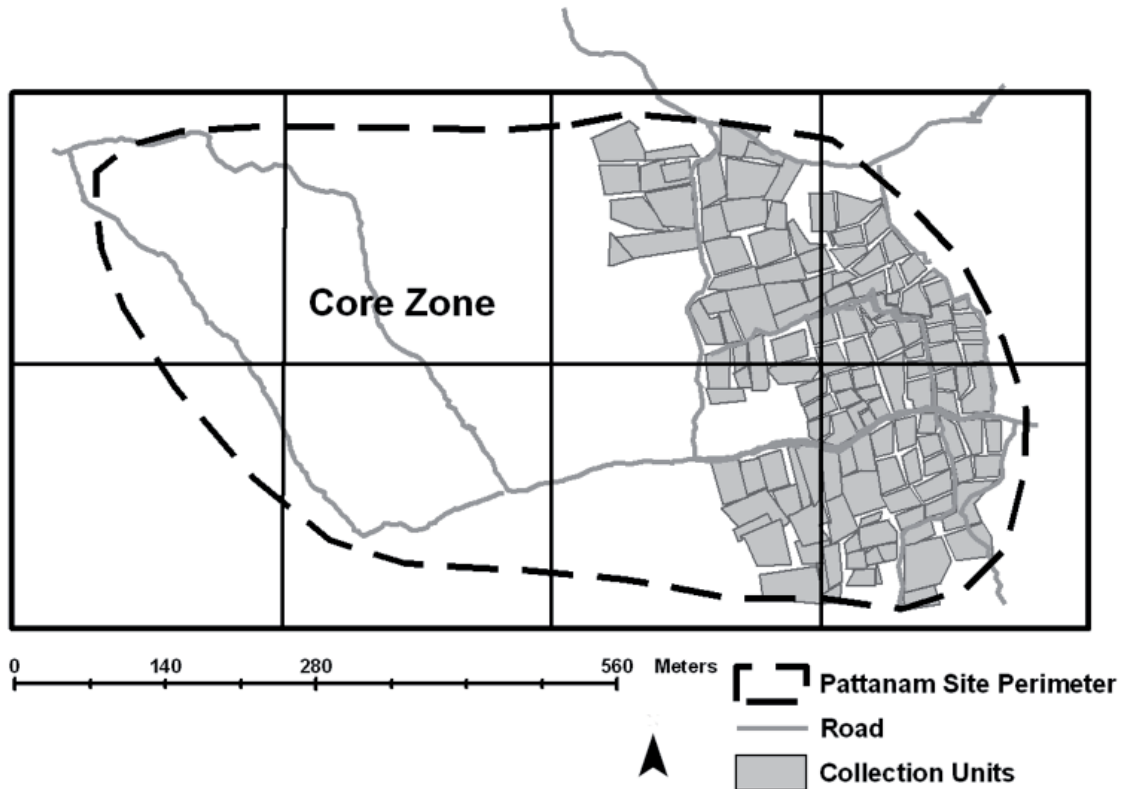 Core Zone
0 140 280 560 Meters
Pattanam Site Perimeter
Road
Collection Units